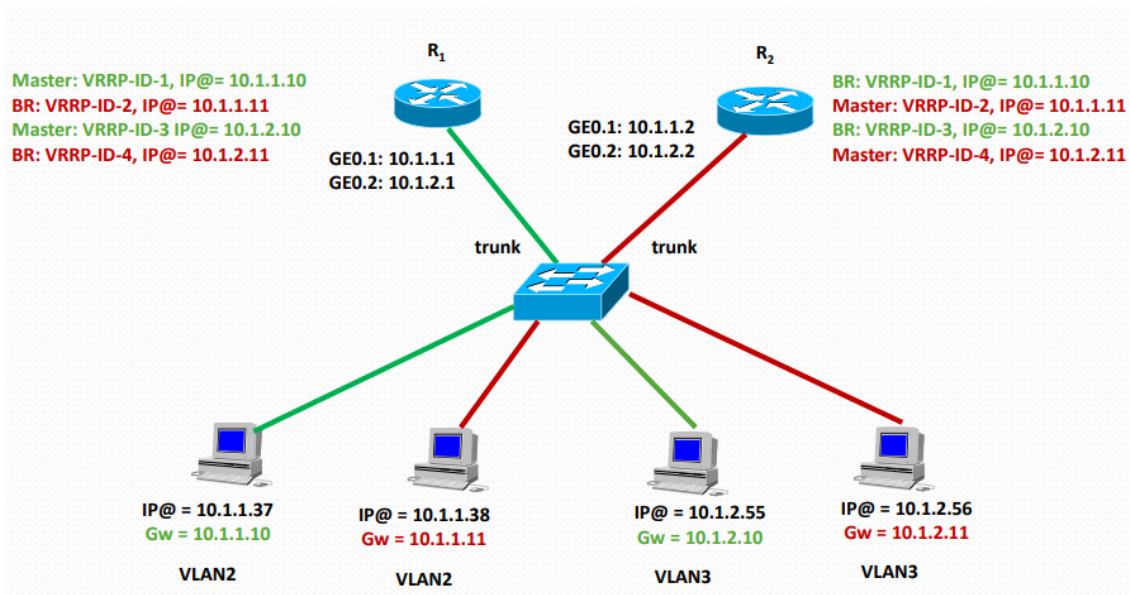 R1
R2
Master: VRRP-ID-1, IP@= 10.1.1.10
BR: VRRP-ID-2, IP@= 10.1.1.11
Master: VRRP-ID-3 IP@= 10.1.2.10
BR: VRRP-ID-4, IP@= 10.1.2.11
BR: VRRP-ID-1, IP@= 10.1.1.10
Master: VRRP-ID-2, IP@= 10.1.1.11
BR: VRRP-ID-3, IP@= 10.1.2.10
Master: VRRP-ID-4, IP@= 10.1.2.11
GE0.1: 10.1.1.1
GE0.2: 10.1.2.1
GE0.1: 10.1.1.2
GE0.2: 10.1.2.2
trunk
trunk
IP@ = 10.1.1.37
Gw = 10.1.1.10
VLAN2
IP@ = 10.1.1.38
Gw = 10.1.1.11
VLAN2
IP@ = 10.1.2.55
Gw = 10.1.2.10
VLAN3
IP@ = 10.1.2.56
Gw = 10.1.2.11
VLAN3